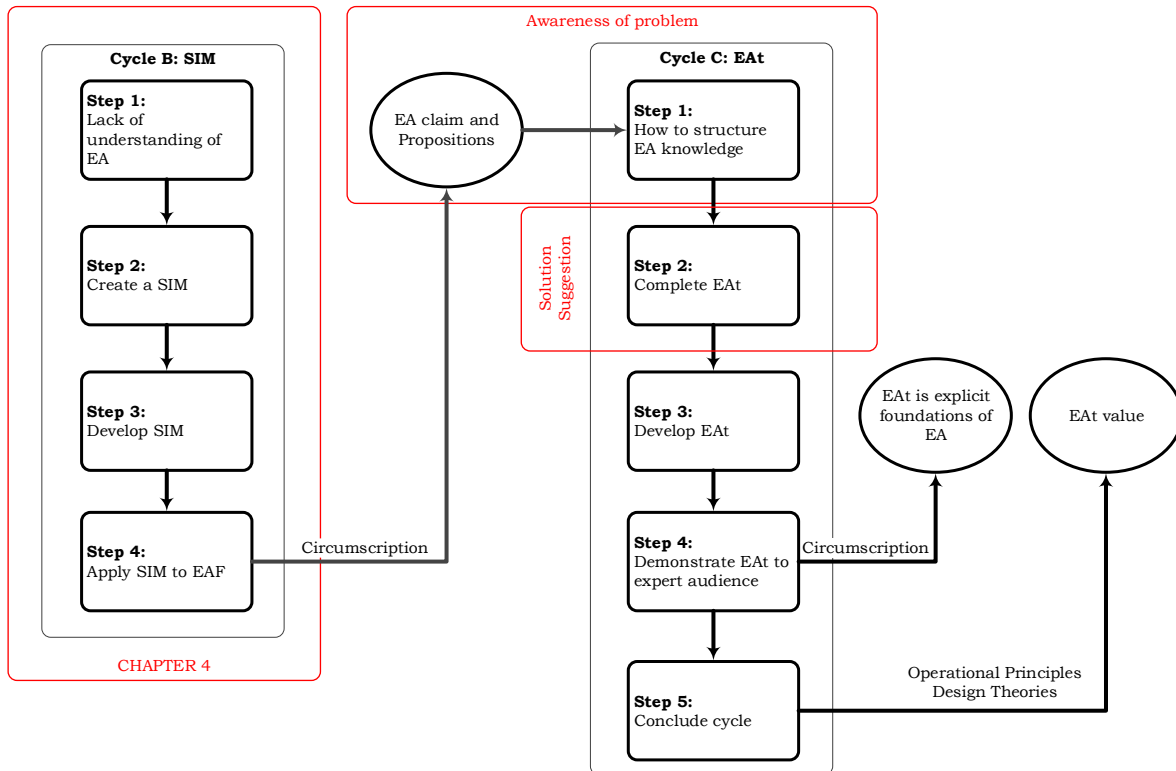 Awareness of problem
Cycle B: SIM
Step 1:
Lack of
understanding of
EA
Step 2:
Create a SIM
Step 3:
Develop SIM
Step 4:
Apply SIM to EAF
CHAPTER 4
Circumscription
EA claim and
Propositions
Cycle C: EAt
Step 1:
How to structure
EA knowledge
Solution
Suggestion
Step 2:
Complete EAt
Step 3:
Develop EAt
Step 4:
Demonstrate EAt to
expert audience
Circumscription
EAt is explicit
foundations of
EA
EAt value
Step 5:
Conclude cycle
Operational Principles
Design Theories